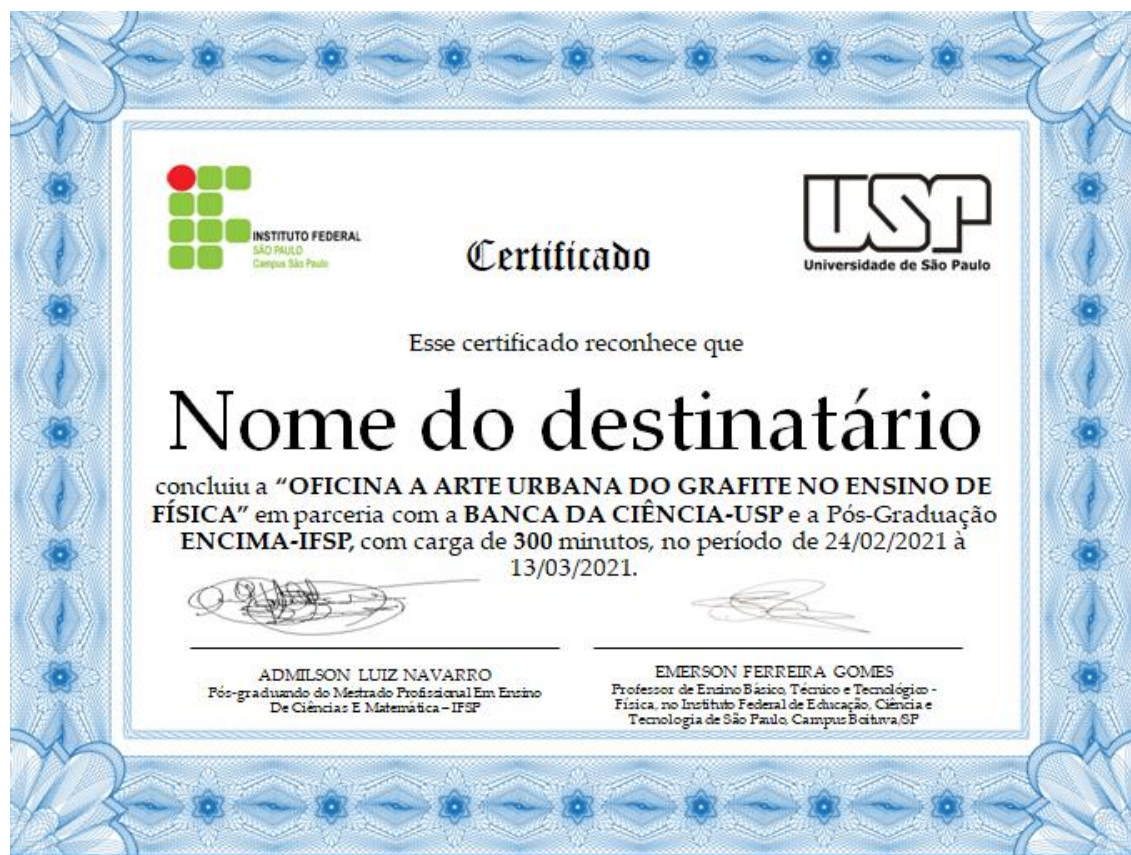 INSTITUTO FEDERAL
SÃO PAULO
Campus São Paulo
USP
Universidade de São Paulo
Certificado
Esse certificado reconhece que
Nome do destinatário
concluiu a “OFICINA A ARTE URBANA DO GRAFITE NO ENSINO DE
FÍSICA” em parceria com a BANCA DA CIÊNCIA-USP e a Pós-Graduação
ENCIMA-IFSP, com carga de 300 minutos, no período de 24/02/2021 à
13/03/2021.
ADMILSON LUIZ NAVARRO
Pós-graduando do Mestrado Profissional Em Ensino
De Ciências E Matemática – IFSP
EMERSON FERREIRA GOMES
Professor de Ensino Básico, Técnico e Tecnológico -
Física, no Instituto Federal de Educação, Ciência e
Tecnologia de São Paulo, Campus Boituva/SP